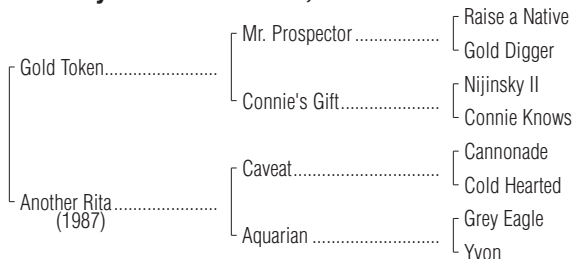 Raise a Native
Mr. Prospector
Gold Digger
Gold Token
Nijinsky II
Connie's Gift
Connie Knows
Cannonade
Caveat
Cold Hearted
Another Rita
(1987)
Grey Eagle
Aquarian
Yvon